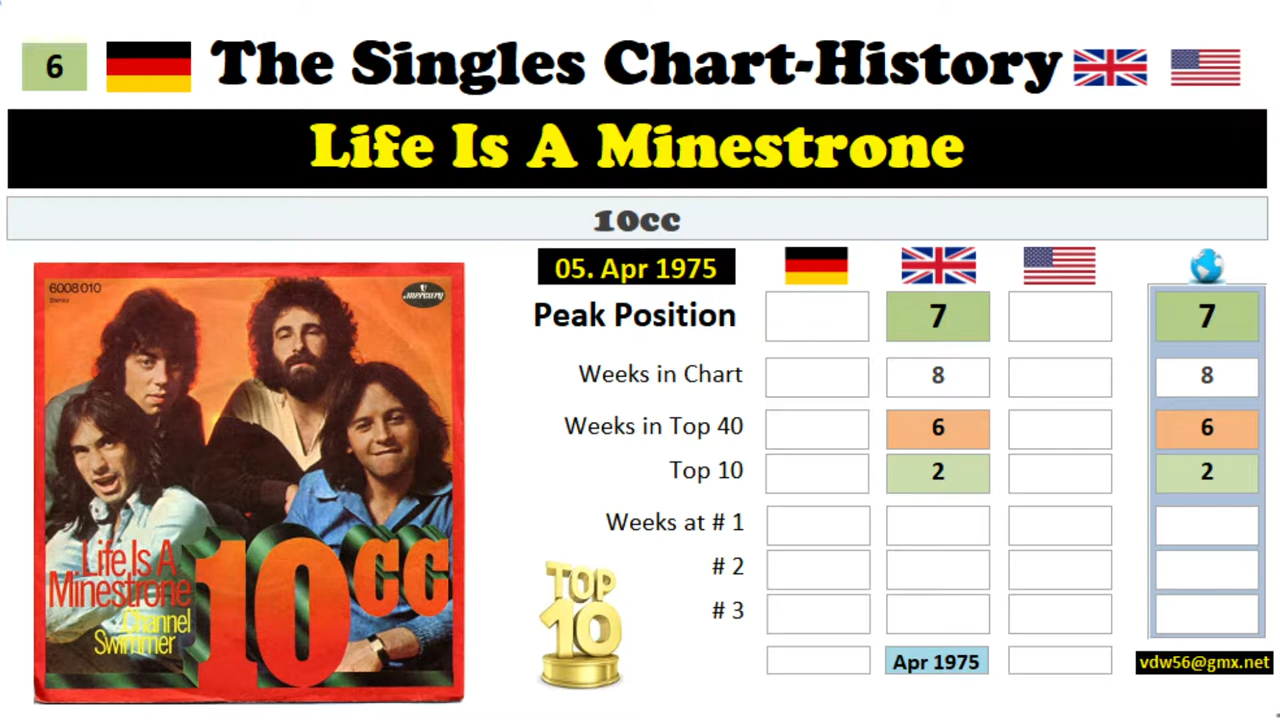 6 The Singles Chart-History
Life Is A Minestrone
10cc
05. Apr 1975
Peak Position 7 7
Weeks in Chart 8 8
Weeks in Top 40 6 6
Top 10 2 2
Weeks at # 1
# 2
# 3
Apr 1975
vdw56@gmx.net
6008 010
Stereo
mercury
Life Is A
Minestrone
Channel
Swimmer
10cc
TOP
10